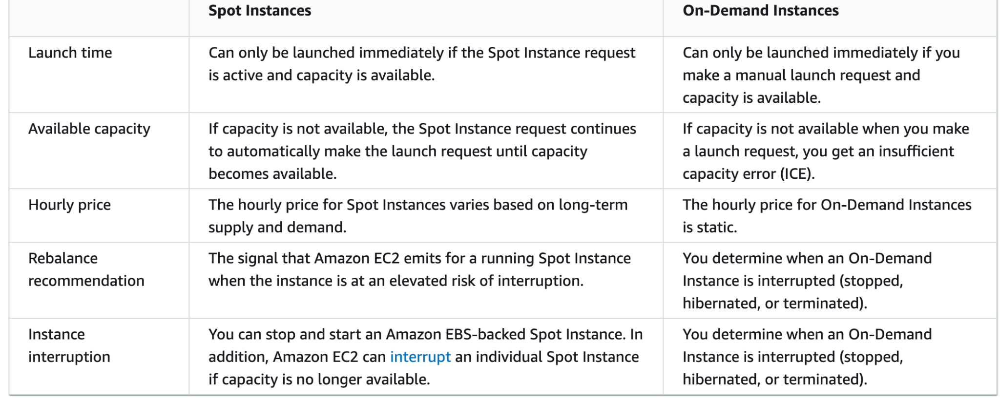 Spot Instances
On-Demand Instances
Launch time
Can only be launched immediately if the Spot Instance request
is active and capacity is available.
Can only be launched immediately if you
make a manual launch request and
capacity is available.
Available capacity
If capacity is not available, the Spot Instance request continues
to automatically make the launch request until capacity
becomes available.
If capacity is not available when you make
a launch request, you get an insufficient
capacity error (ICE).
Hourly price
The hourly price for Spot Instances varies based on long-term
supply and demand.
The hourly price for On-Demand Instances
is static.
Rebalance
recommendation
The signal that Amazon EC2 emits for a running Spot Instance
when the instance is at an elevated risk of interruption.
You determine when an On-Demand
Instance is interrupted (stopped,
hibernated, or terminated).
Instance
interruption
You can stop and start an Amazon EBS-backed Spot Instance. In
addition, Amazon EC2 can interrupt an individual Spot Instance
if capacity is no longer available.
You determine when an On-Demand
Instance is interrupted (stopped,
hibernated, or terminated).